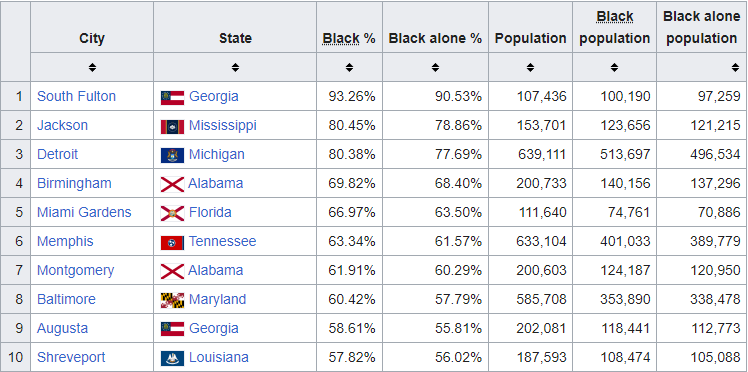 City State Black % Black alone % Population Black population Black alone population
1 South Fulton Georgia 93.26% 90.53% 107,436 100,190 97,259
2 Jackson Mississippi 80.45% 78.86% 153,701 123,656 121,215
3 Detroit Michigan 80.38% 77.69% 639,111 513,697 496,534
4 Birmingham Alabama 69.82% 68.40% 200,733 140,156 137,296
5 Miami Gardens Florida 66.97% 63.50% 111,640 74,761 70,886
6 Memphis Tennessee 63.34% 61.57% 633,104 401,033 389,779
7 Montgomery Alabama 61.91% 60.29% 200,603 124,187 120,950
8 Baltimore Maryland 60.42% 57.79% 585,708 353,890 338,478
9 Augusta Georgia 58.61% 55.81% 202,081 118,441 112,773
10 Shreveport Louisiana 57.82% 56.02% 187,593 108,474 105,088